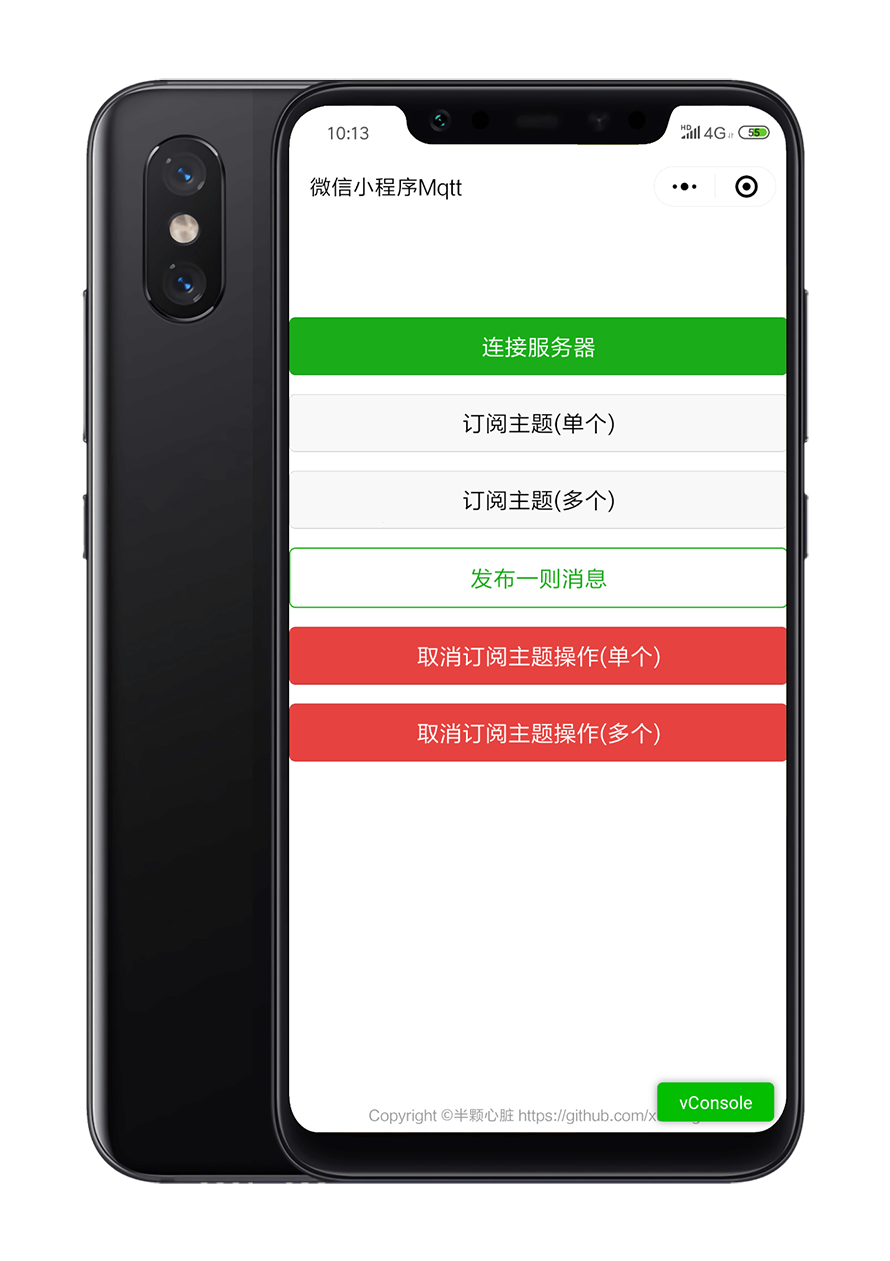 10:13
HD 4G 55
微信小程序Mqtt
连接服务器
订阅主题(单个)
订阅主题(多个)
发布一则消息
取消订阅主题操作(单个)
取消订阅主题操作(多个)
vConsole
Copyright ©半颗心脏 https://github.com/x